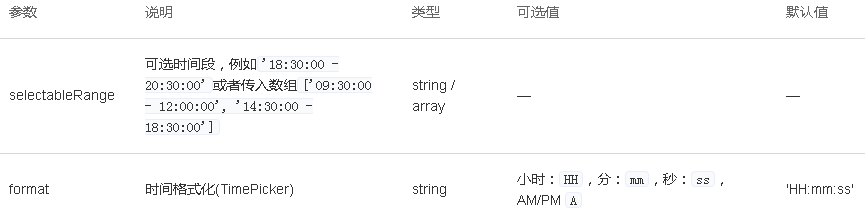 参数 说明 类型 可选值 默认值
selectableRange 可选时间段，例如 '18:30:00 - 20:30:00' 或者传入数组 ['09:30:00 - 12:00:00', '14:30:00 - 18:30:00'] string / array — —
format 时间格式化(TimePicker) string 小时：HH，分：mm，秒：ss，AM/PM A 'HH:mm:ss'